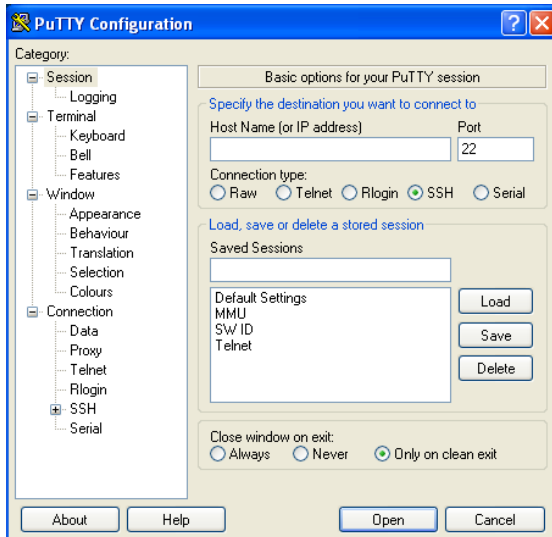 PuTTY Configuration
Category:
Session
Logging
Terminal
Keyboard
Bell
Features
Window
Appearance
Behaviour
Translation
Selection
Colours
Connection
Data
Proxy
Telnet
Rlogin
SSH
Serial
Basic options for your PuTTY session
Specify the destination you want to connect to
Host Name (or IP address) Port
22
Connection type:
Raw Telnet Rlogin SSH Serial
Load, save or delete a stored session
Saved Sessions
Default Settings
MMU
SW ID
Telnet
Load
Save
Delete
Close window on exit:
Always Never Only on clean exit
About Help Open Cancel